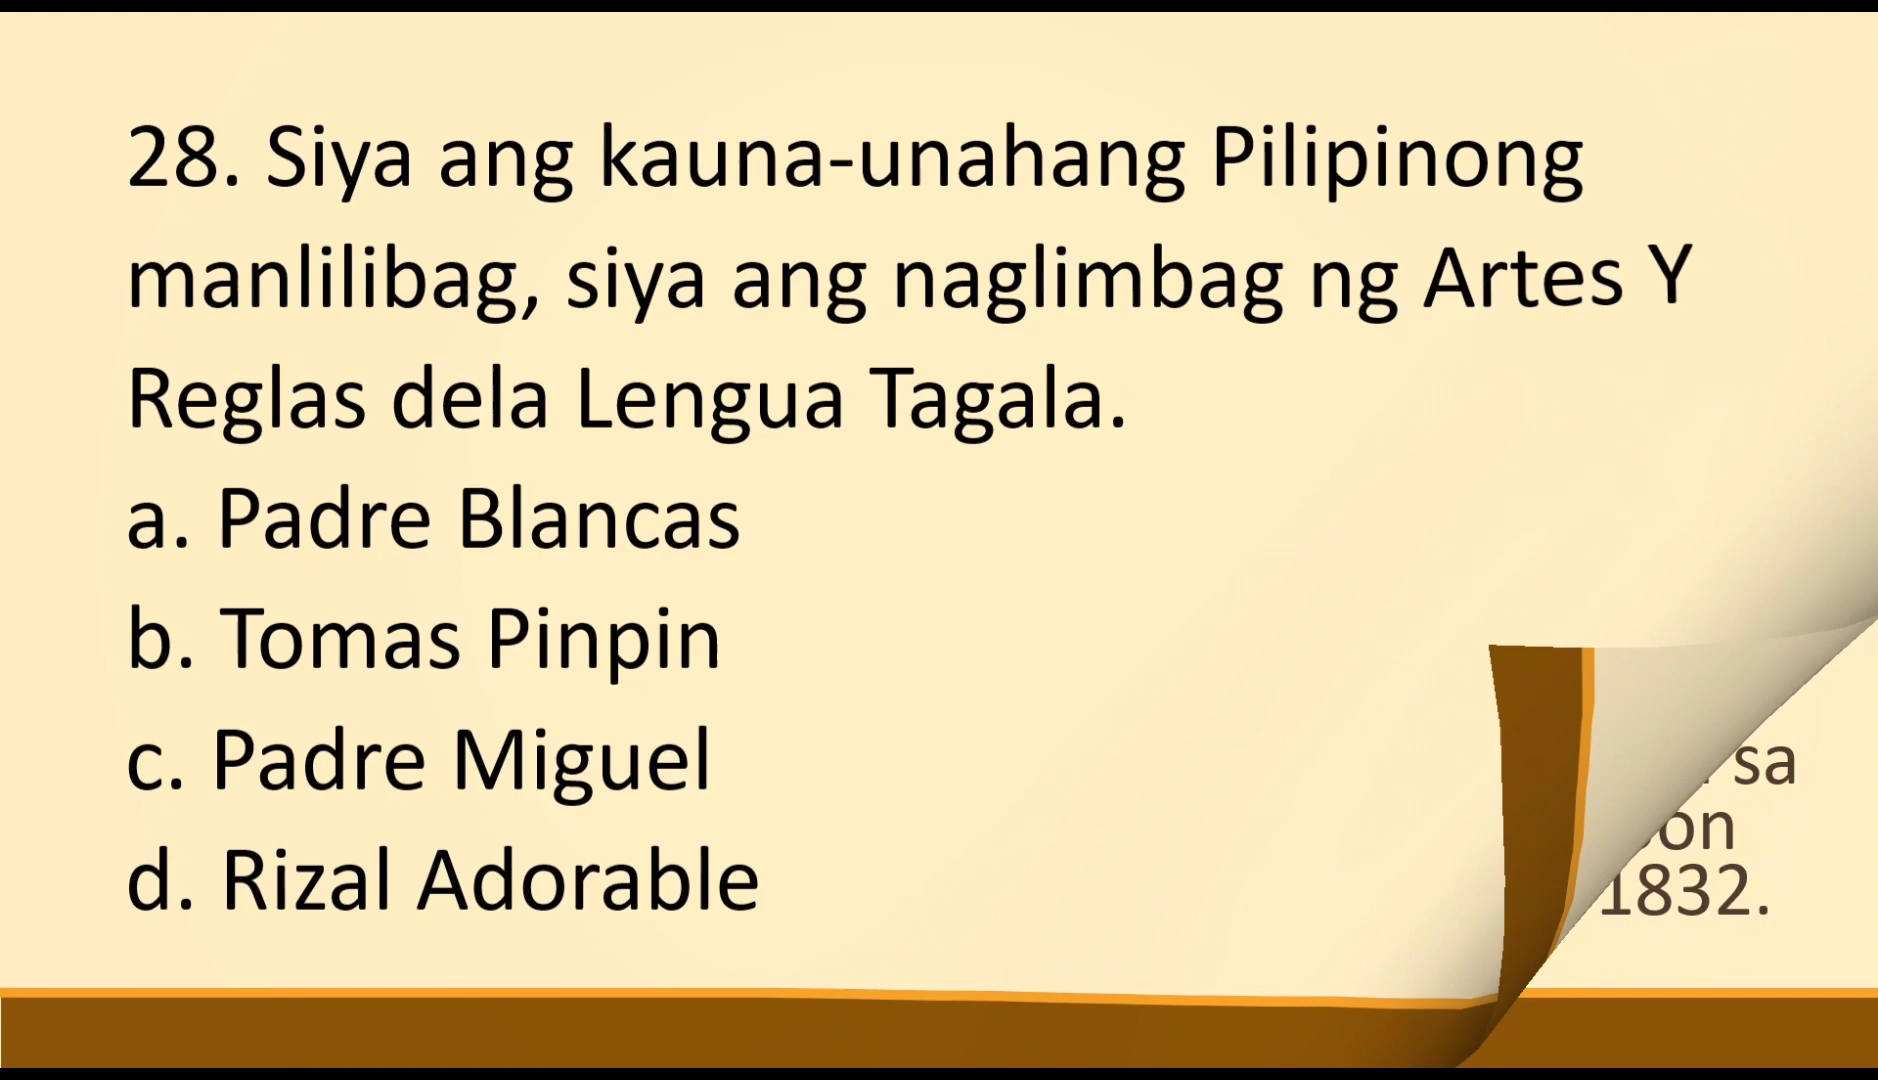 28. Siya ang kauna-unahang Pilipinong
manlilibag, siya ang naglimbag ng Artes Y
Reglas dela Lengua Tagala.
a. Padre Blancas
b. Tomas Pinpin
c. Padre Miguel
d. Rizal Adorable
sa
1832.